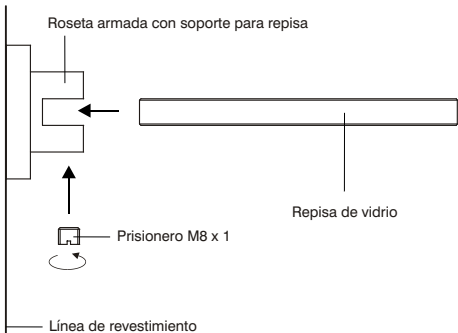 Roseta armada con soporte para repisa
Repisa de vidrio
Prisionero M8 x 1
Línea de revestimiento